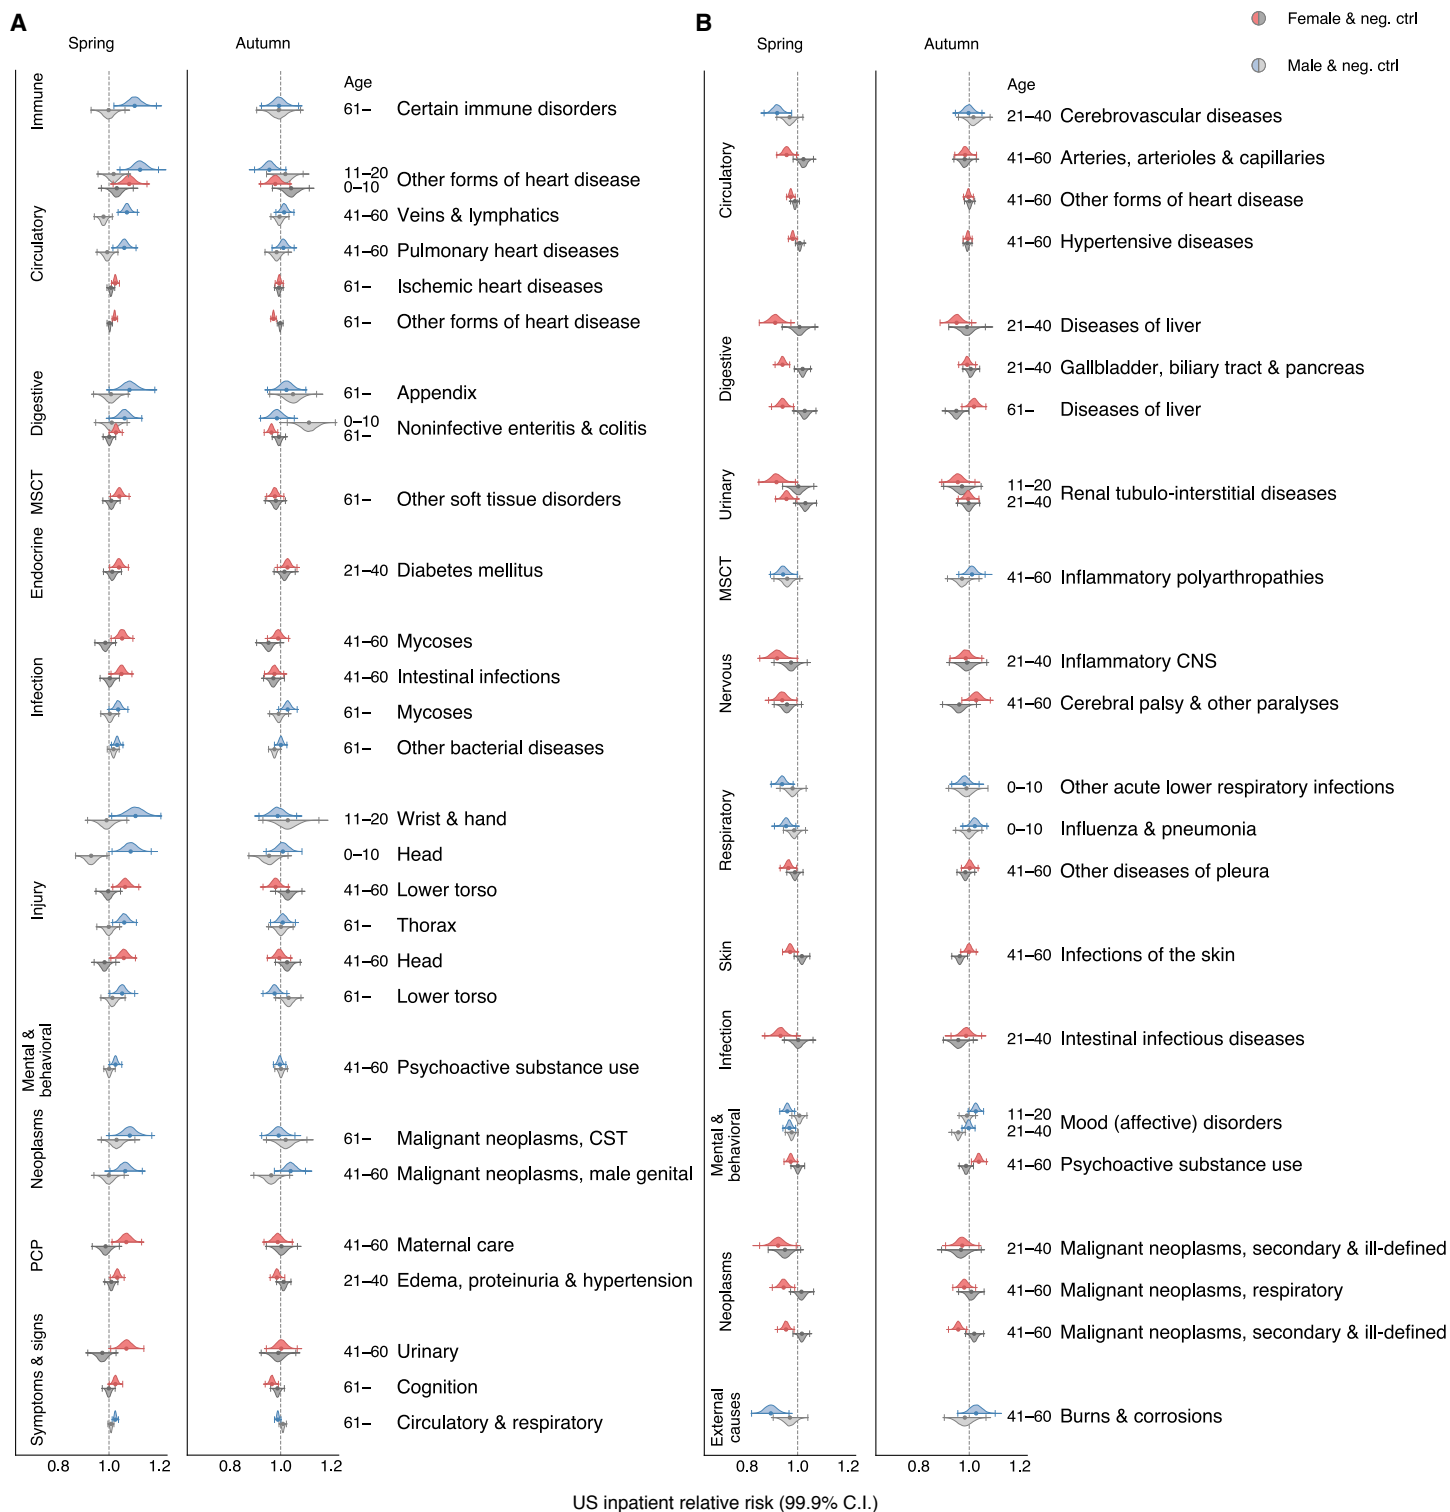 A
Spring
Autumn
Age
Immune
61– Certain immune disorders
Circulatory
11–20
0–10
Other forms of heart disease
41–60 Veins & lymphatics
41–60 Pulmonary heart diseases
61– Ischemic heart diseases
61– Other forms of heart disease
Digestive
61– Appendix
0–10
61–
Noninfective enteritis & colitis
MSCT
61– Other soft tissue disorders
Endocrine
21–40 Diabetes mellitus
Infection
41–60 Mycoses
41–60 Intestinal infections
61– Mycoses
61– Other bacterial diseases
Injury
11–20 Wrist & hand
0–10 Head
41–60 Lower torso
61– Thorax
41–60 Head
61– Lower torso
Mental &
behavioral
41–60 Psychoactive substance use
Neoplasms
61– Malignant neoplasms, CST
41–60 Malignant neoplasms, male genital
PCP
41–60 Maternal care
21–40 Edema, proteinuria & hypertension
Symptoms & signs
41–60 Urinary
61– Cognition
61– Circulatory & respiratory
0.8 1.0 1.2
0.8 1.0 1.2
B
Female & neg. ctrl
Male & neg. ctrl
Spring
Autumn
Age
Circulatory
21–40 Cerebrovascular diseases
41–60 Arteries, arterioles & capillaries
41–60 Other forms of heart disease
41–60 Hypertensive diseases
Digestive
21–40 Diseases of liver
21–40 Gallbladder, biliary tract & pancreas
61– Diseases of liver
Urinary
11–20
21–40
Renal tubulo-interstitial diseases
MSCT
41–60 Inflammatory polyarthropathies
Nervous
21–40 Inflammatory CNS
41–60 Cerebral palsy & other paralyses
Respiratory
0–10 Other acute lower respiratory infections
0–10 Influenza & pneumonia
41–60 Other diseases of pleura
Skin
41–60 Infections of the skin
Infection
21–40 Intestinal infectious diseases
Mental &
behavioral
11–20
21–40
Mood (affective) disorders
41–60 Psychoactive substance use
Neoplasms
21–40 Malignant neoplasms, secondary & ill-defined
41–60 Malignant neoplasms, respiratory
41–60 Malignant neoplasms, secondary & ill-defined
External
causes
41–60 Burns & corrosions
0.8 1.0 1.2
0.8 1.0 1.2
US inpatient relative risk (99.9% C.I.)